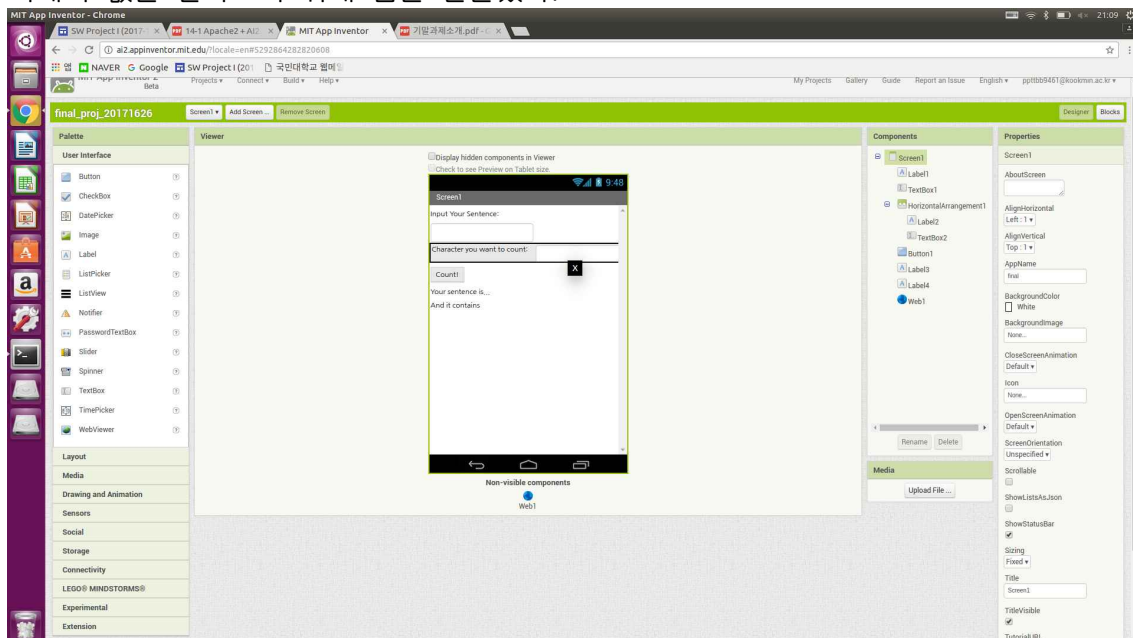 MIT App Inventor - Chrome
21:09
SW Project I (2017-
14-1 Apache2 + AI2
MIT App Inventor
기말과제소개.pdf -
ai2.appinventor.mit.edu/?locale=en#5292864282820608
앱 NAVER Google SW Project I (201 국민대학교 웹메일
MIT App Inventor 2
Beta
Projects Connect Build Help
My Projects Gallery Guide Report an Issue English ppttbb9461@kookmin.ac.kr
final_proj_20171626
Screen1 Add Screen ... Remove Screen
Designer Blocks
Palette
User Interface
Button
CheckBox
DatePicker
Image
Label
ListPicker
ListView
Notifier
PasswordTextBox
Slider
Spinner
TextBox
TimePicker
WebViewer
Layout
Media
Drawing and Animation
Sensors
Social
Storage
Connectivity
LEGO® MINDSTORMS®
Experimental
Extension
Viewer
Display hidden components in Viewer
Check to see Preview on Tablet size.
9:48
Screen1
Input Your Sentence:
Character you want to count:
X
Count!
Your sentence is...
And it contains
Non-visible components
Web1
Components
Screen1
Label1
TextBox1
HorizontalArrangement1
Label2
TextBox2
Button1
Label3
Label4
Web1
Rename Delete
Media
Upload File ...
Properties
Screen1
AboutScreen
AlignHorizontal
Left : 1
AlignVertical
Top : 1
AppName
final
BackgroundColor
White
BackgroundImage
None...
CloseScreenAnimation
Default
Icon
None...
OpenScreenAnimation
Default
ScreenOrientation
Unspecified
Scrollable
ShowListsAsJson
ShowStatusBar
Sizing
Fixed
Title
Screen1
TitleVisible
TutorialURL